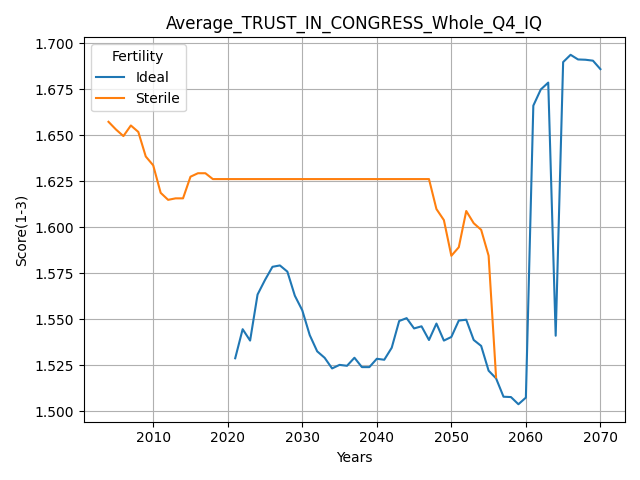 Average_TRUST_IN_CONGRESS_Whole_Q4_IQ
Fertility
Ideal
Sterile
Score(1-3)
1.700
1.675
1.650
1.625
1.600
1.575
1.550
1.525
1.500
2010 2020 2030 2040 2050 2060 2070
Years